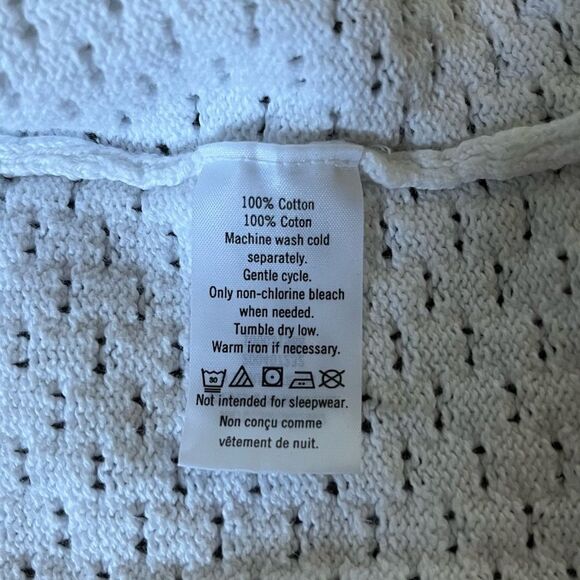 100% Cotton
100% Coton
Machine wash cold
separately.
Gentle cycle.
Only non-chlorine bleach
when needed.
Tumble dry low.
Warm iron if necessary.
30
Not intended for sleepwear.
Non conçu comme
vêtement de nuit.